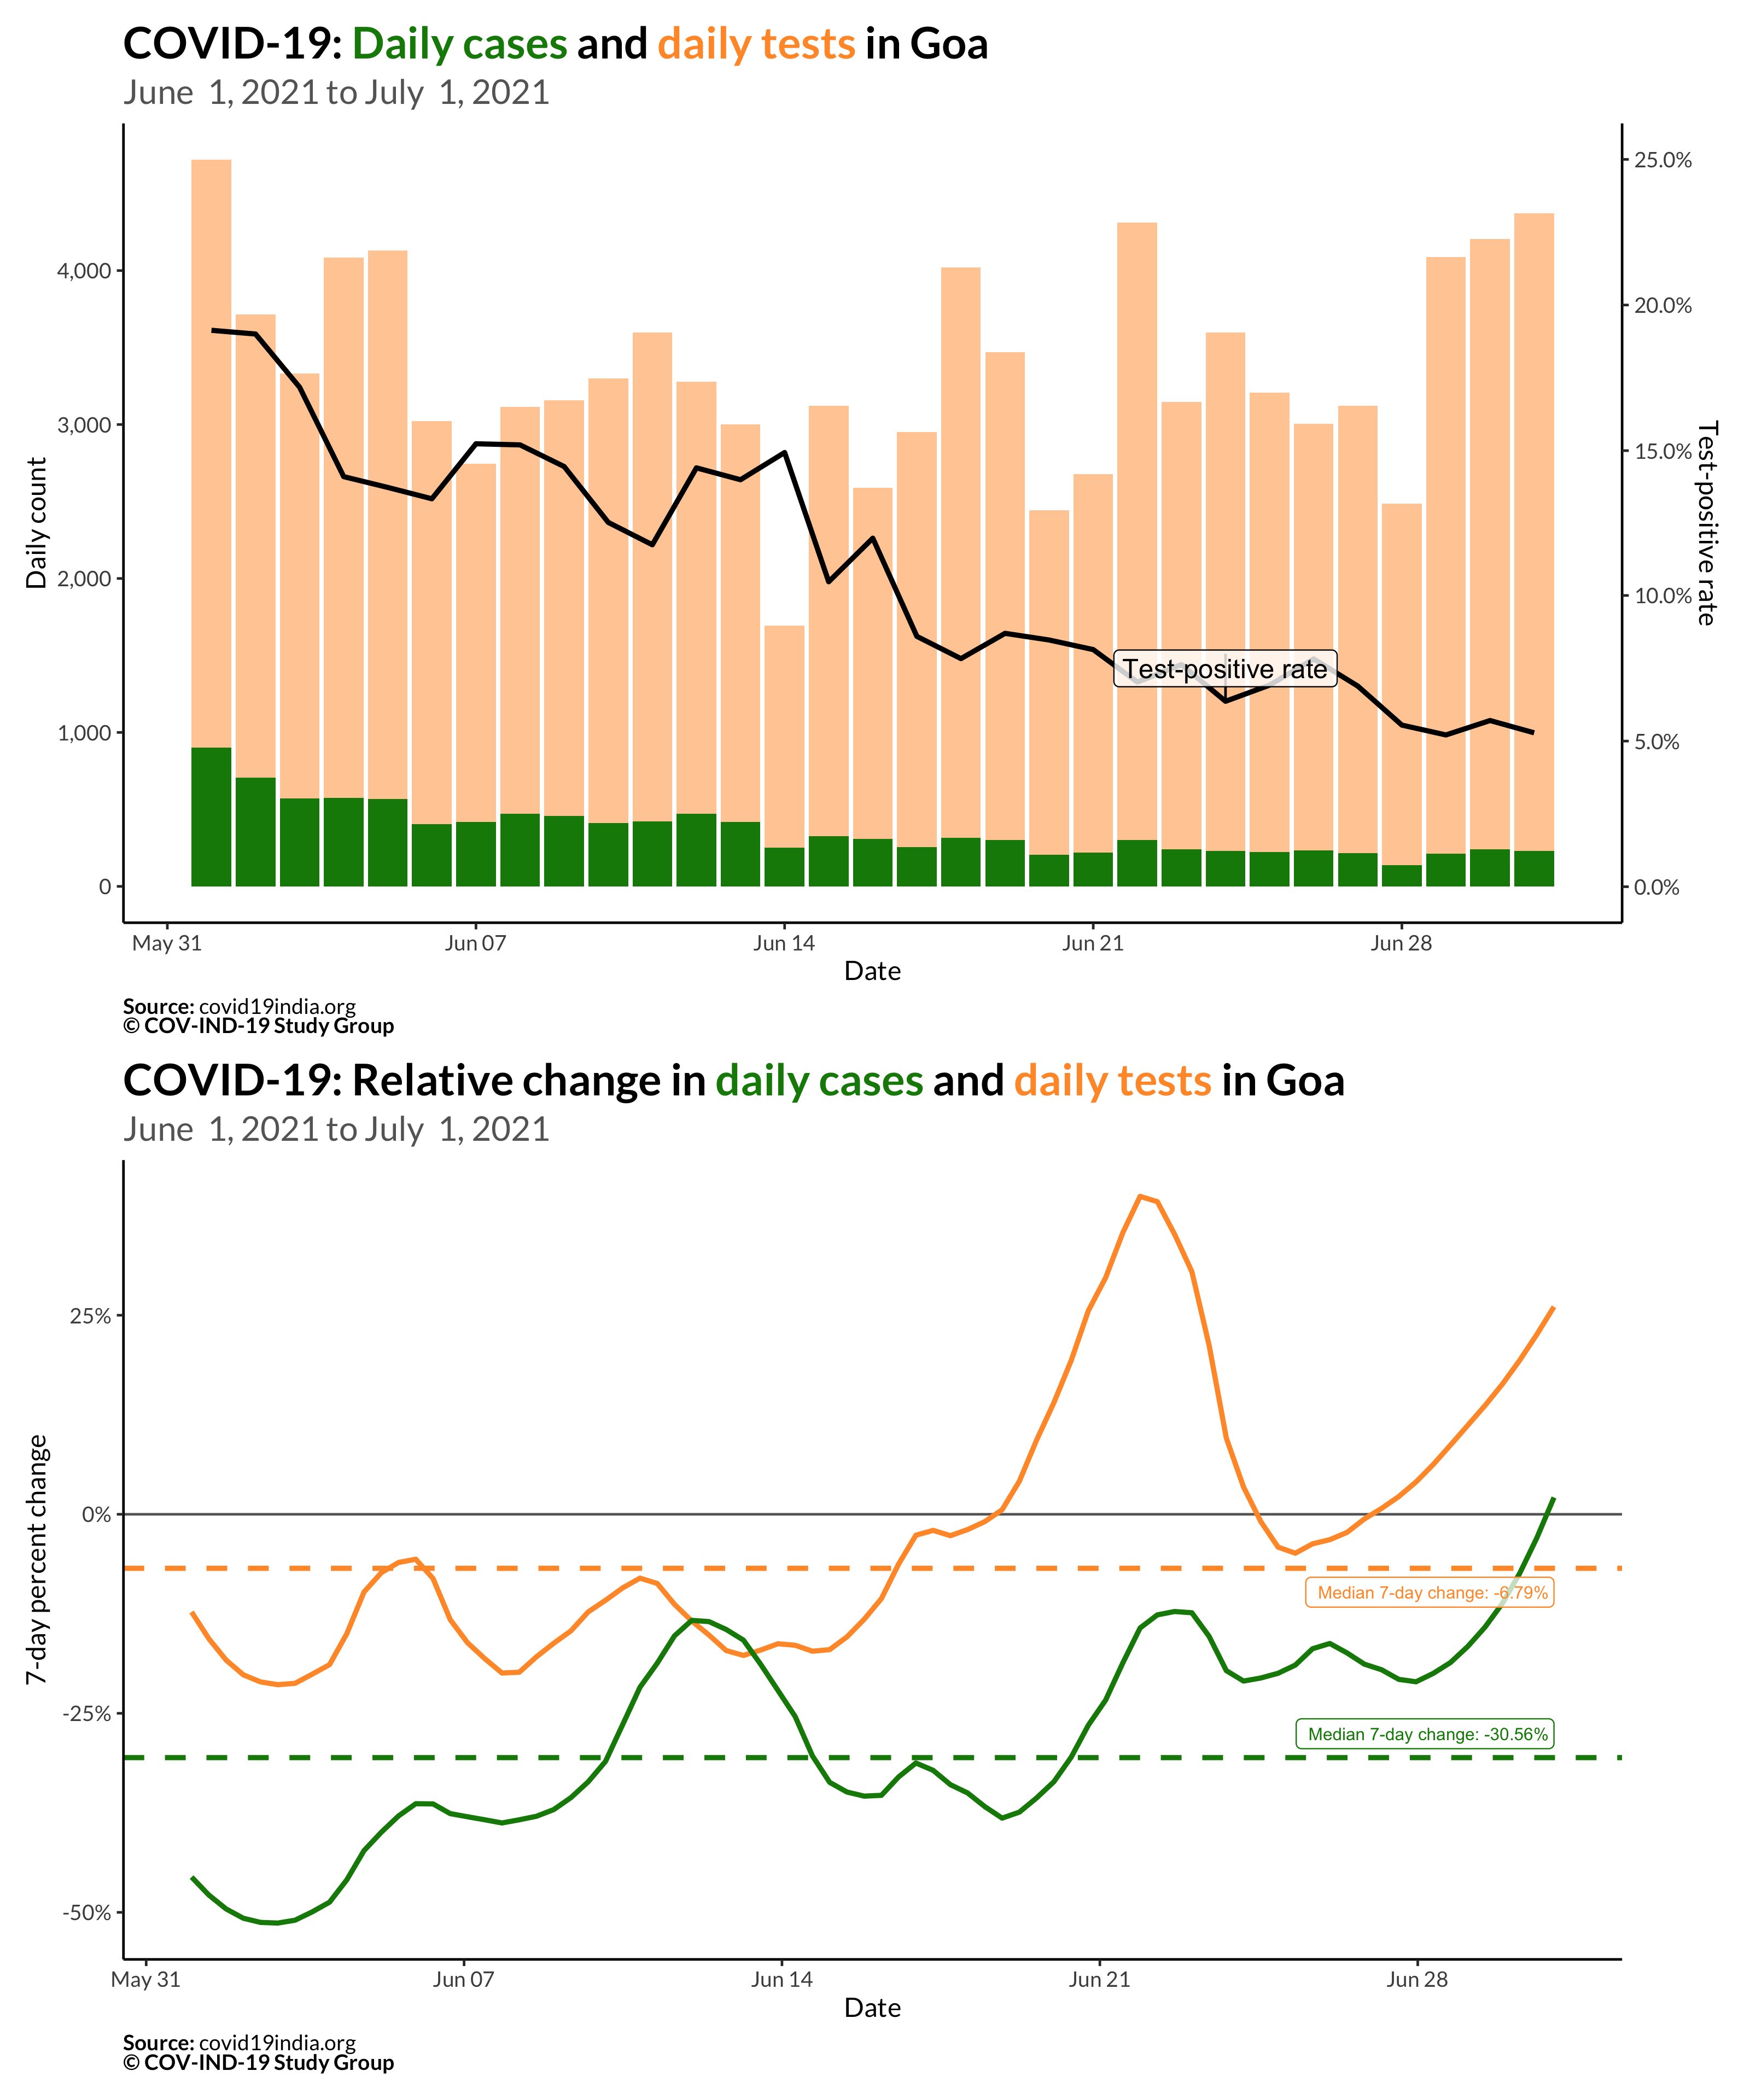 COVID-19: Daily cases and daily tests in Goa
June 1, 2021 to July 1, 2021
Daily count
4,000
3,000
2,000
1,000
0
25.0%
20.0%
15.0%
10.0%
5.0%
0.0%
Test-positive rate
Test-positive rate
May 31
Jun 07
Jun 14
Jun 21
Jun 28
Date
Source: covid19india.org
© COV-IND-19 Study Group
COVID-19: Relative change in daily cases and daily tests in Goa
June 1, 2021 to July 1, 2021
7-day percent change
25%
0%
-25%
-50%
Median 7-day change: -6.79%
Median 7-day change: -30.56%
May 31
Jun 07
Jun 14
Jun 21
Jun 28
Date
Source: covid19india.org
© COV-IND-19 Study Group